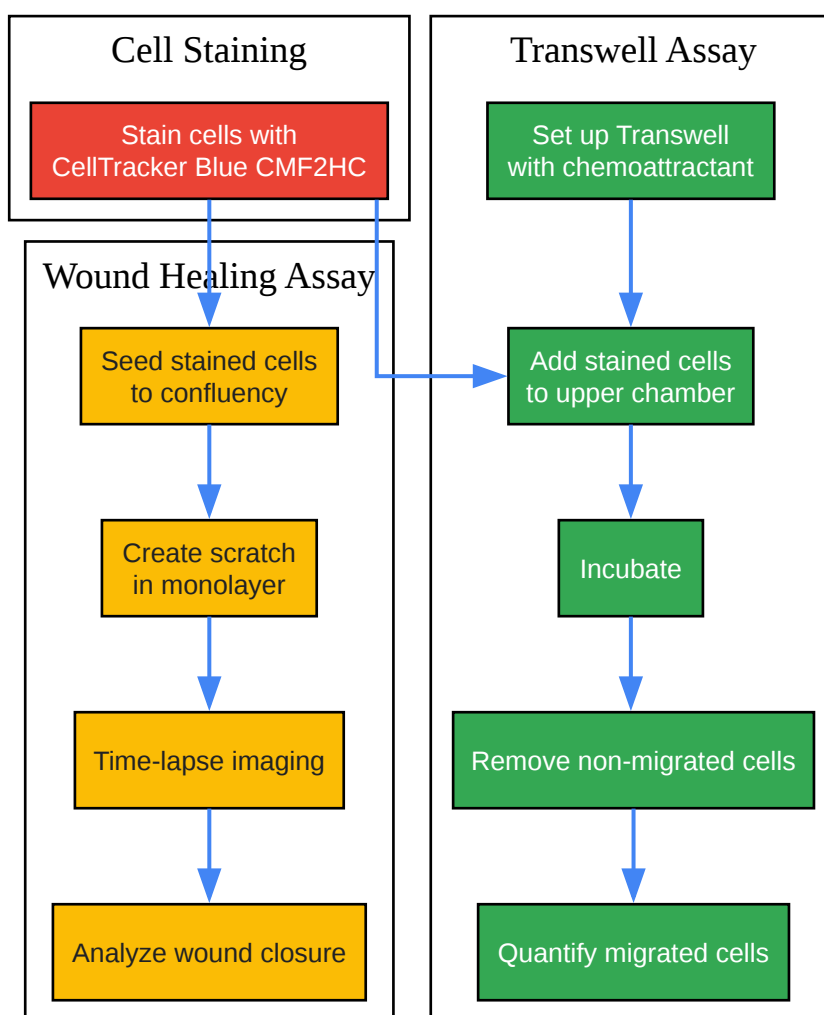 Cell Staining
Stain cells with
CellTracker Blue CMF2HC
Wound Healing Assay
Seed stained cells
to confluency
Create scratch
in monolayer
Time-lapse imaging
Analyze wound closure
Transwell Assay
Set up Transwell
with chemoattractant
Add stained cells
to upper chamber
Incubate
Remove non-migrated cells
Quantify migrated cells